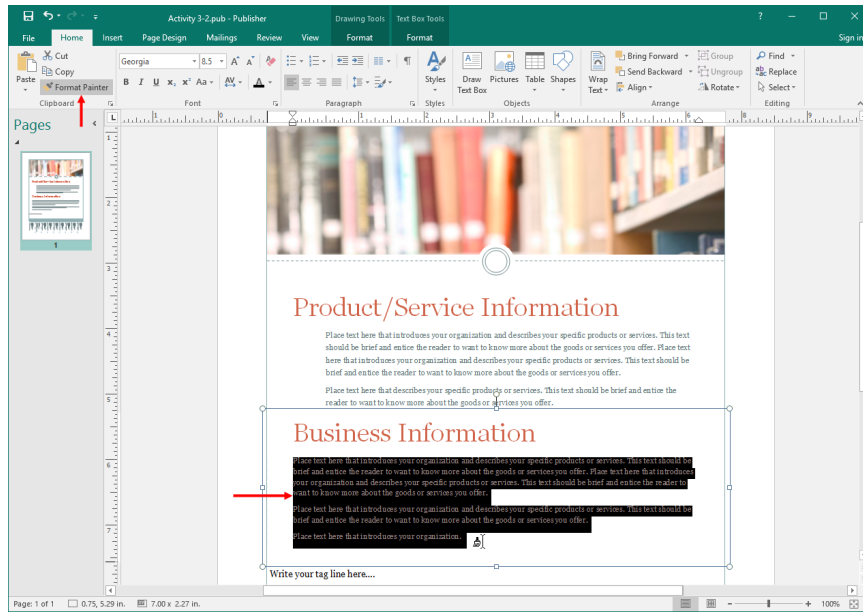 Activity 3-2.pub - Publisher
Drawing Tools
Text Box Tools
?
File
Home
Insert
Page Design
Mailings
Review
View
Format
Format
Sign in
Paste
Cut
Copy
Format Painter
Clipboard
Georgia
8.5
B I U x₂ x² Aa AV A
Font
Paragraph
Styles
Styles
Draw Text Box
Pictures
Table
Shapes
Objects
Wrap Text
Bring Forward
Send Backward
Align
Group
Ungroup
Rotate
Arrange
Find
Replace
Select
Editing
Pages
1
Product/Service Information
Place text here that introduces your organization and describes your specific products or services. This text
should be brief and entice the reader to want to know more about the goods or services you offer. Place text
here that introduces your organization and describes your specific products or services. This text should be
brief and entice the reader to want to know more about the goods or services you offer.
Place text here that describes your specific products or services. This text should be brief and entice the
reader to want to know more about the goods or services you offer.
Business Information
Place text here that introduces your organization and describes your specific products or services. This text should be
brief and entice the reader to want to know more about the goods or services you offer. Place text here that introduces
your organization and describes your specific products or services. This text should be brief and entice the reader to
want to know more about the goods or services you offer.
Place text here that introduces your organization and describes your specific products or services. This text should be
brief and entice the reader to want to know more about the goods or services you offer.
Place text here that introduces your organization.
Write your tag line here....
Page: 1 of 1
0.75, 5.29 in.
7.00 x 2.27 in.
100%